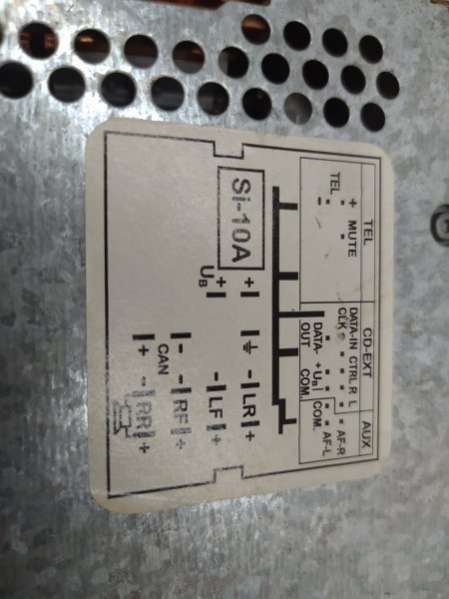 TEL CD-EXT AUX
+ MUTE DATA-IN CTRL R L AF-R
TEL CLK
- DATA- +UB COM. AF-L
OUT COM.
+ ⏚ - LR +
Si-10A
+ - LF +
UB
- - RF +
CAN
+ - RR +